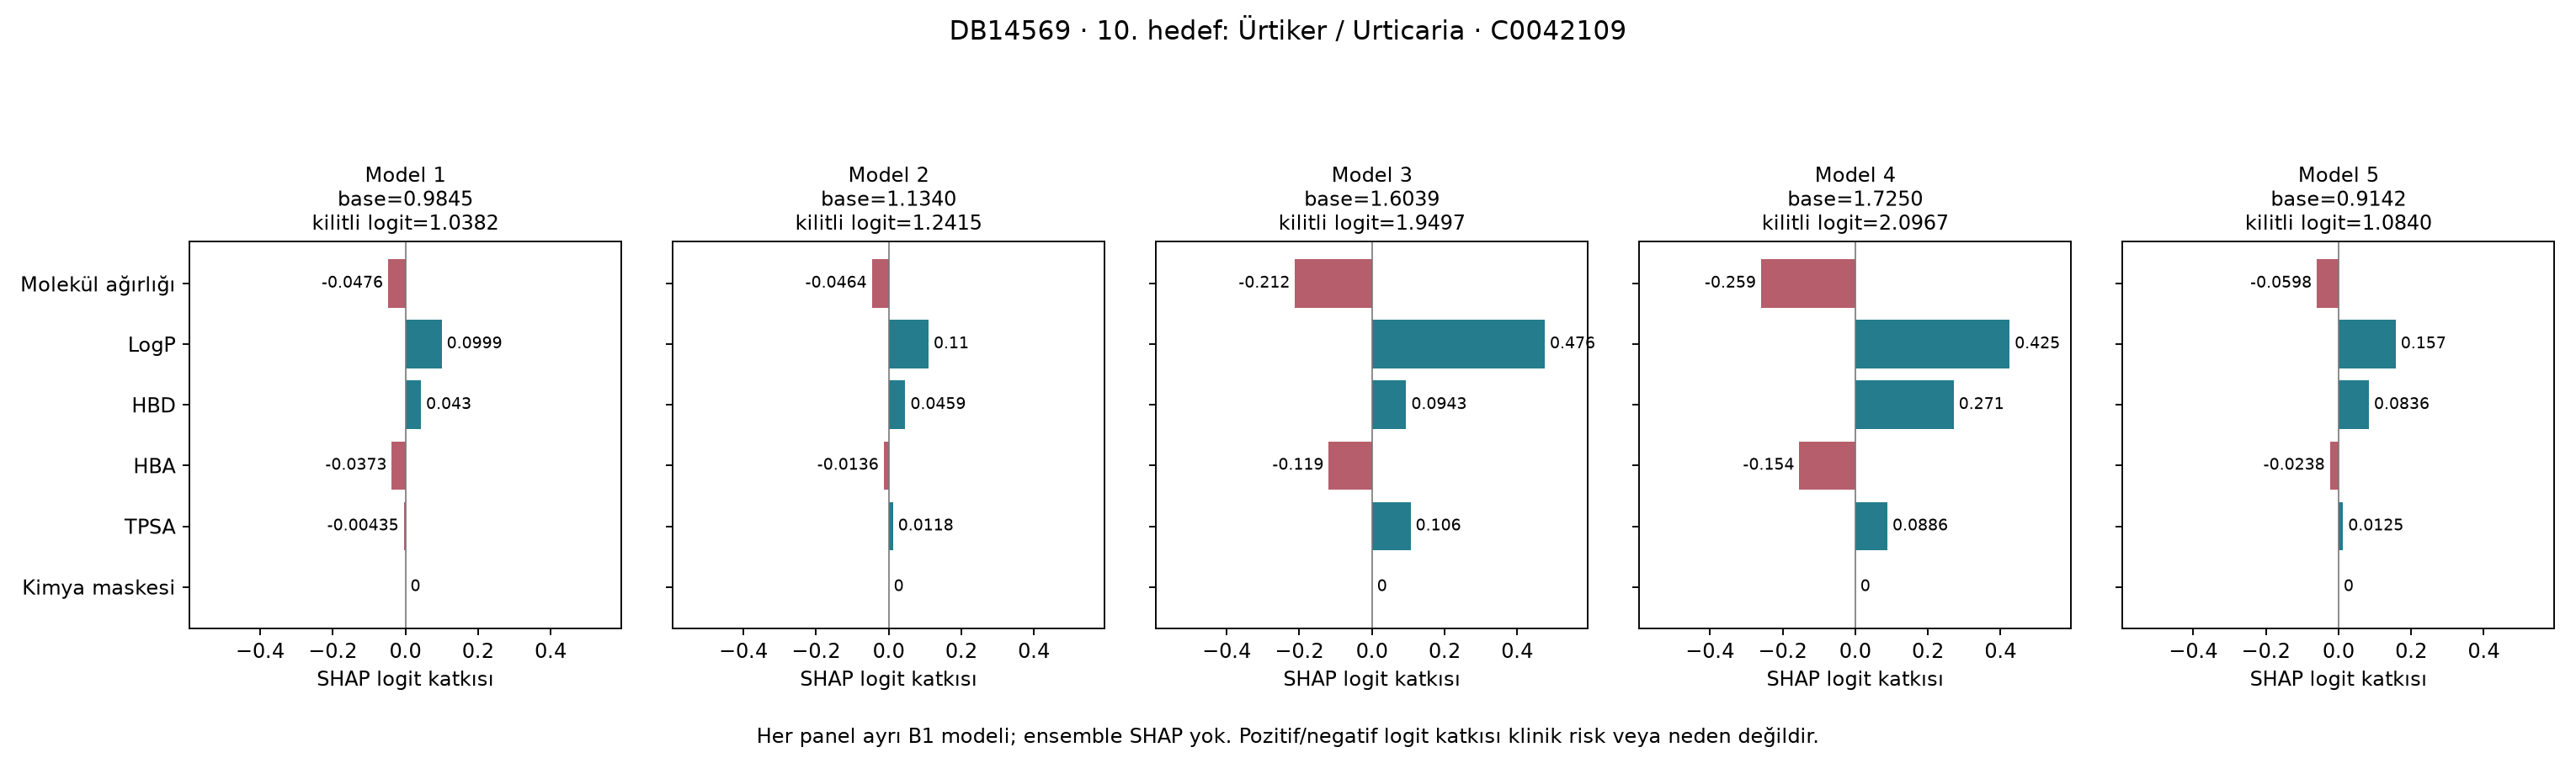 DB14569 · 10. hedef: Ürtiker / Urticaria · C0042109
Model 1
base=0.9845
kilitli logit=1.0382
Model 2
base=1.1340
kilitli logit=1.2415
Model 3
base=1.6039
kilitli logit=1.9497
Model 4
base=1.7250
kilitli logit=2.0967
Model 5
base=0.9142
kilitli logit=1.0840
Molekül ağırlığı
LogP
HBD
HBA
TPSA
Kimya maskesi
-0.0476
0.0999
0.043
-0.0373
-0.00435
0
−0.4 −0.2 0.0 0.2 0.4
SHAP logit katkısı
-0.0464
0.11
0.0459
-0.0136
0.0118
0
−0.4 −0.2 0.0 0.2 0.4
SHAP logit katkısı
-0.212
0.476
0.0943
-0.119
0.106
0
−0.4 −0.2 0.0 0.2 0.4
SHAP logit katkısı
-0.259
0.425
0.271
-0.154
0.0886
0
−0.4 −0.2 0.0 0.2 0.4
SHAP logit katkısı
-0.0598
0.157
0.0836
-0.0238
0.0125
0
−0.4 −0.2 0.0 0.2 0.4
SHAP logit katkısı
Her panel ayrı B1 modeli; ensemble SHAP yok. Pozitif/negatif logit katkısı klinik risk veya neden değildir.